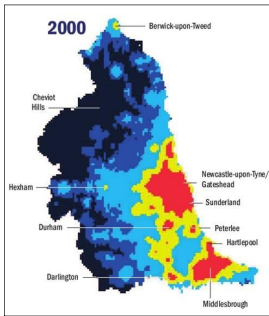 2000
Berwick-upon-Tweed
Cheviot
Hills
Newcastle-upon-Tyne/
Gateshead
Hexham
Sunderland
Durham
Peterlee
Hartlepool
Darlington
Middlesbrough